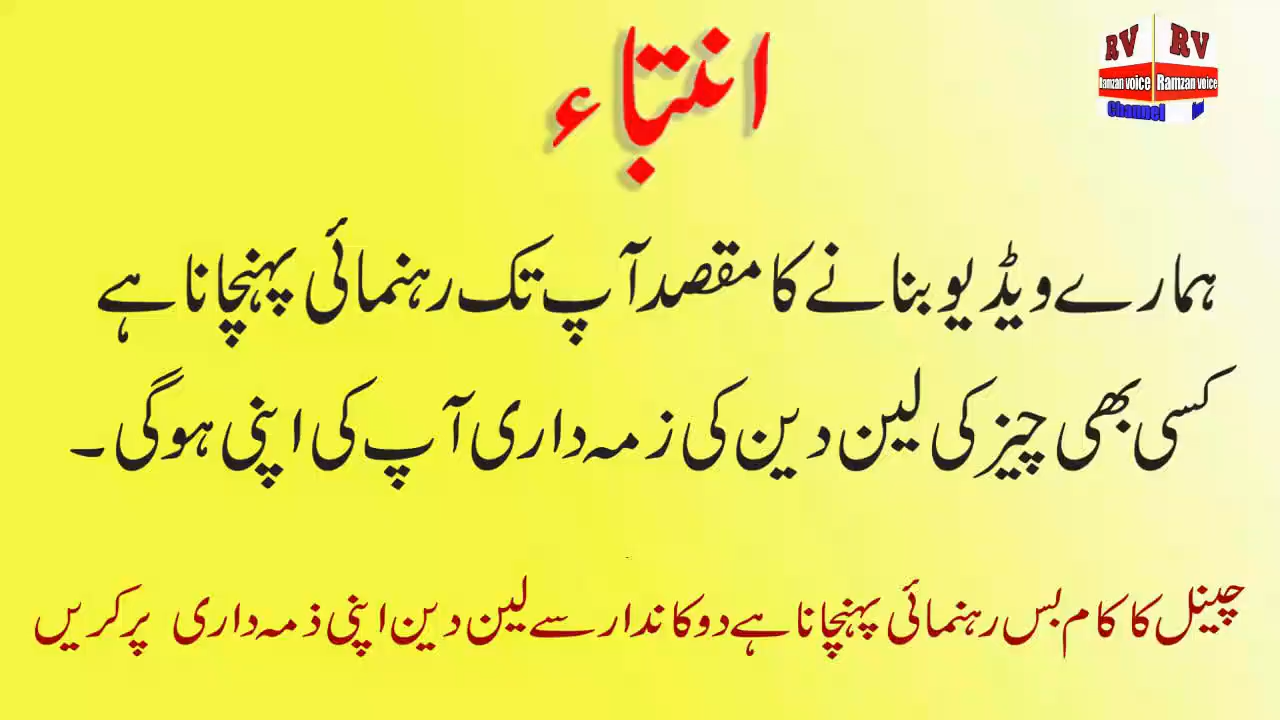 انتباء
RV RV
Ramzan voice Ramzan voice
Channel
ہمارے ویڈیو بنانے کا مقصد آپ تک رہنمائی پہنچانا ہے
کسی بھی چیز کی لین دین کی زمہ داری آپ کی اپنی ہوگی۔
چینل کا کام بس رہنمائی پہنچانا ہے دوکاندار سے لین دین اپنی ذمہ داری پر کریں